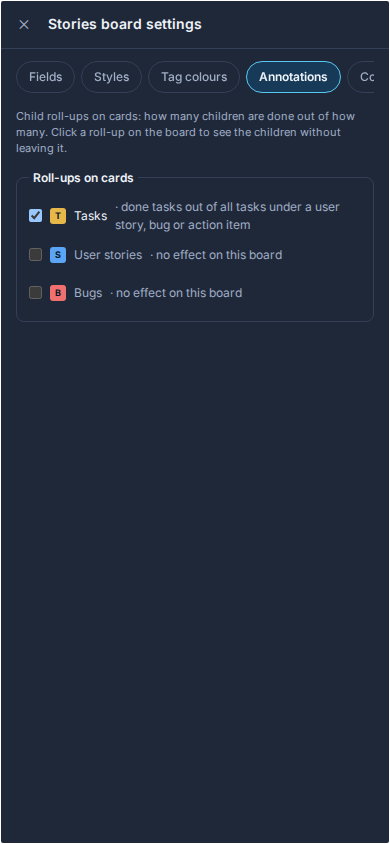 Stories board settings
Fields
Styles
Tag colours
Annotations
Co
Child roll-ups on cards: how many children are done out of how
many. Click a roll-up on the board to see the children without
leaving it.
Roll-ups on cards
T Tasks · done tasks out of all tasks under a user
story, bug or action item
S User stories · no effect on this board
B Bugs · no effect on this board